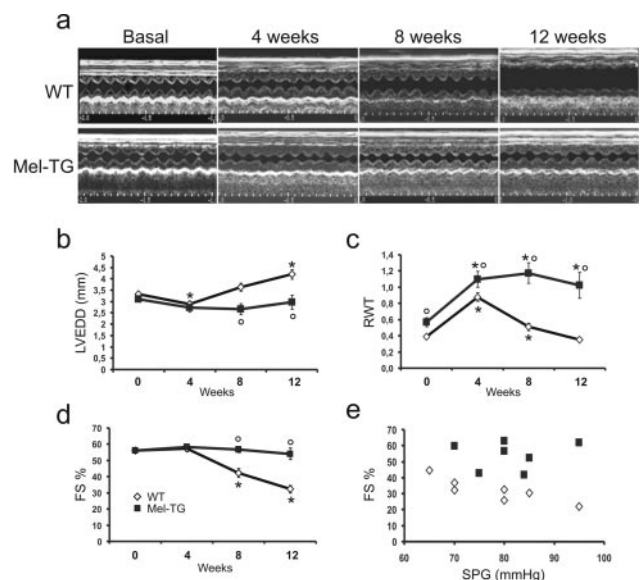 a
Basal 4 weeks 8 weeks 12 weeks
WT
Mel-TG
b
LVEDD (mm)
5
4,5
4
3,5
3
2,5
2
1,5
1
0,5
0
* * ° °
0 4 8 12
Weeks
c
RWT
1,4
1,2
1,0
0,8
0,6
0,4
0,2
0,0
° *° *° *° * *
0 4 8 12
Weeks
d
FS %
70
60
50
40
30
20
10
0
° ° * *
WT
Mel-TG
0 4 8 12
Weeks
e
FS %
70
60
50
40
30
20
10
0
60 70 80 90 100
SPG (mmHg)